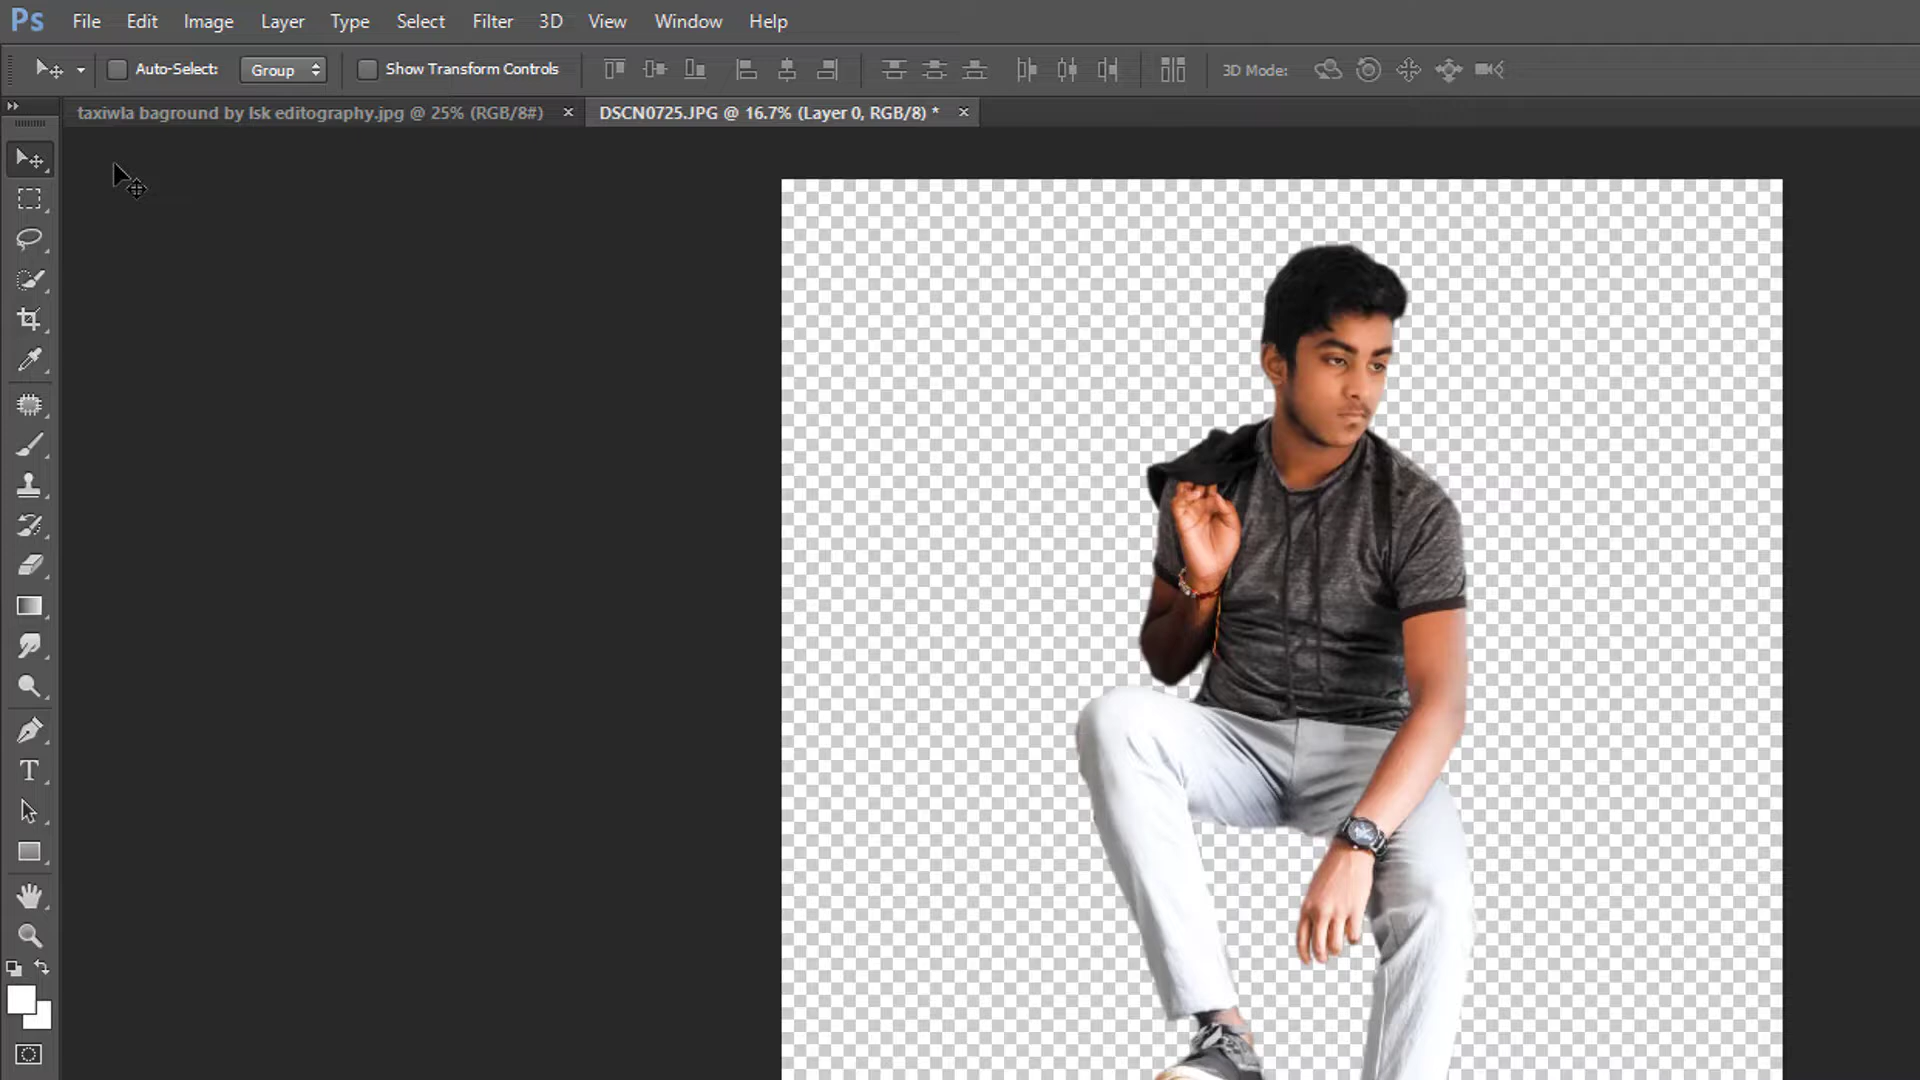 Ps File Edit Image Layer Type Select Filter 3D View Window Help
Auto-Select: Group Show Transform Controls 3D Mode:
taxiwla baground by lsk editography.jpg @ 25% (RGB/8#) × DSCN0725.JPG @ 16.7% (Layer 0, RGB/8) * ×
T